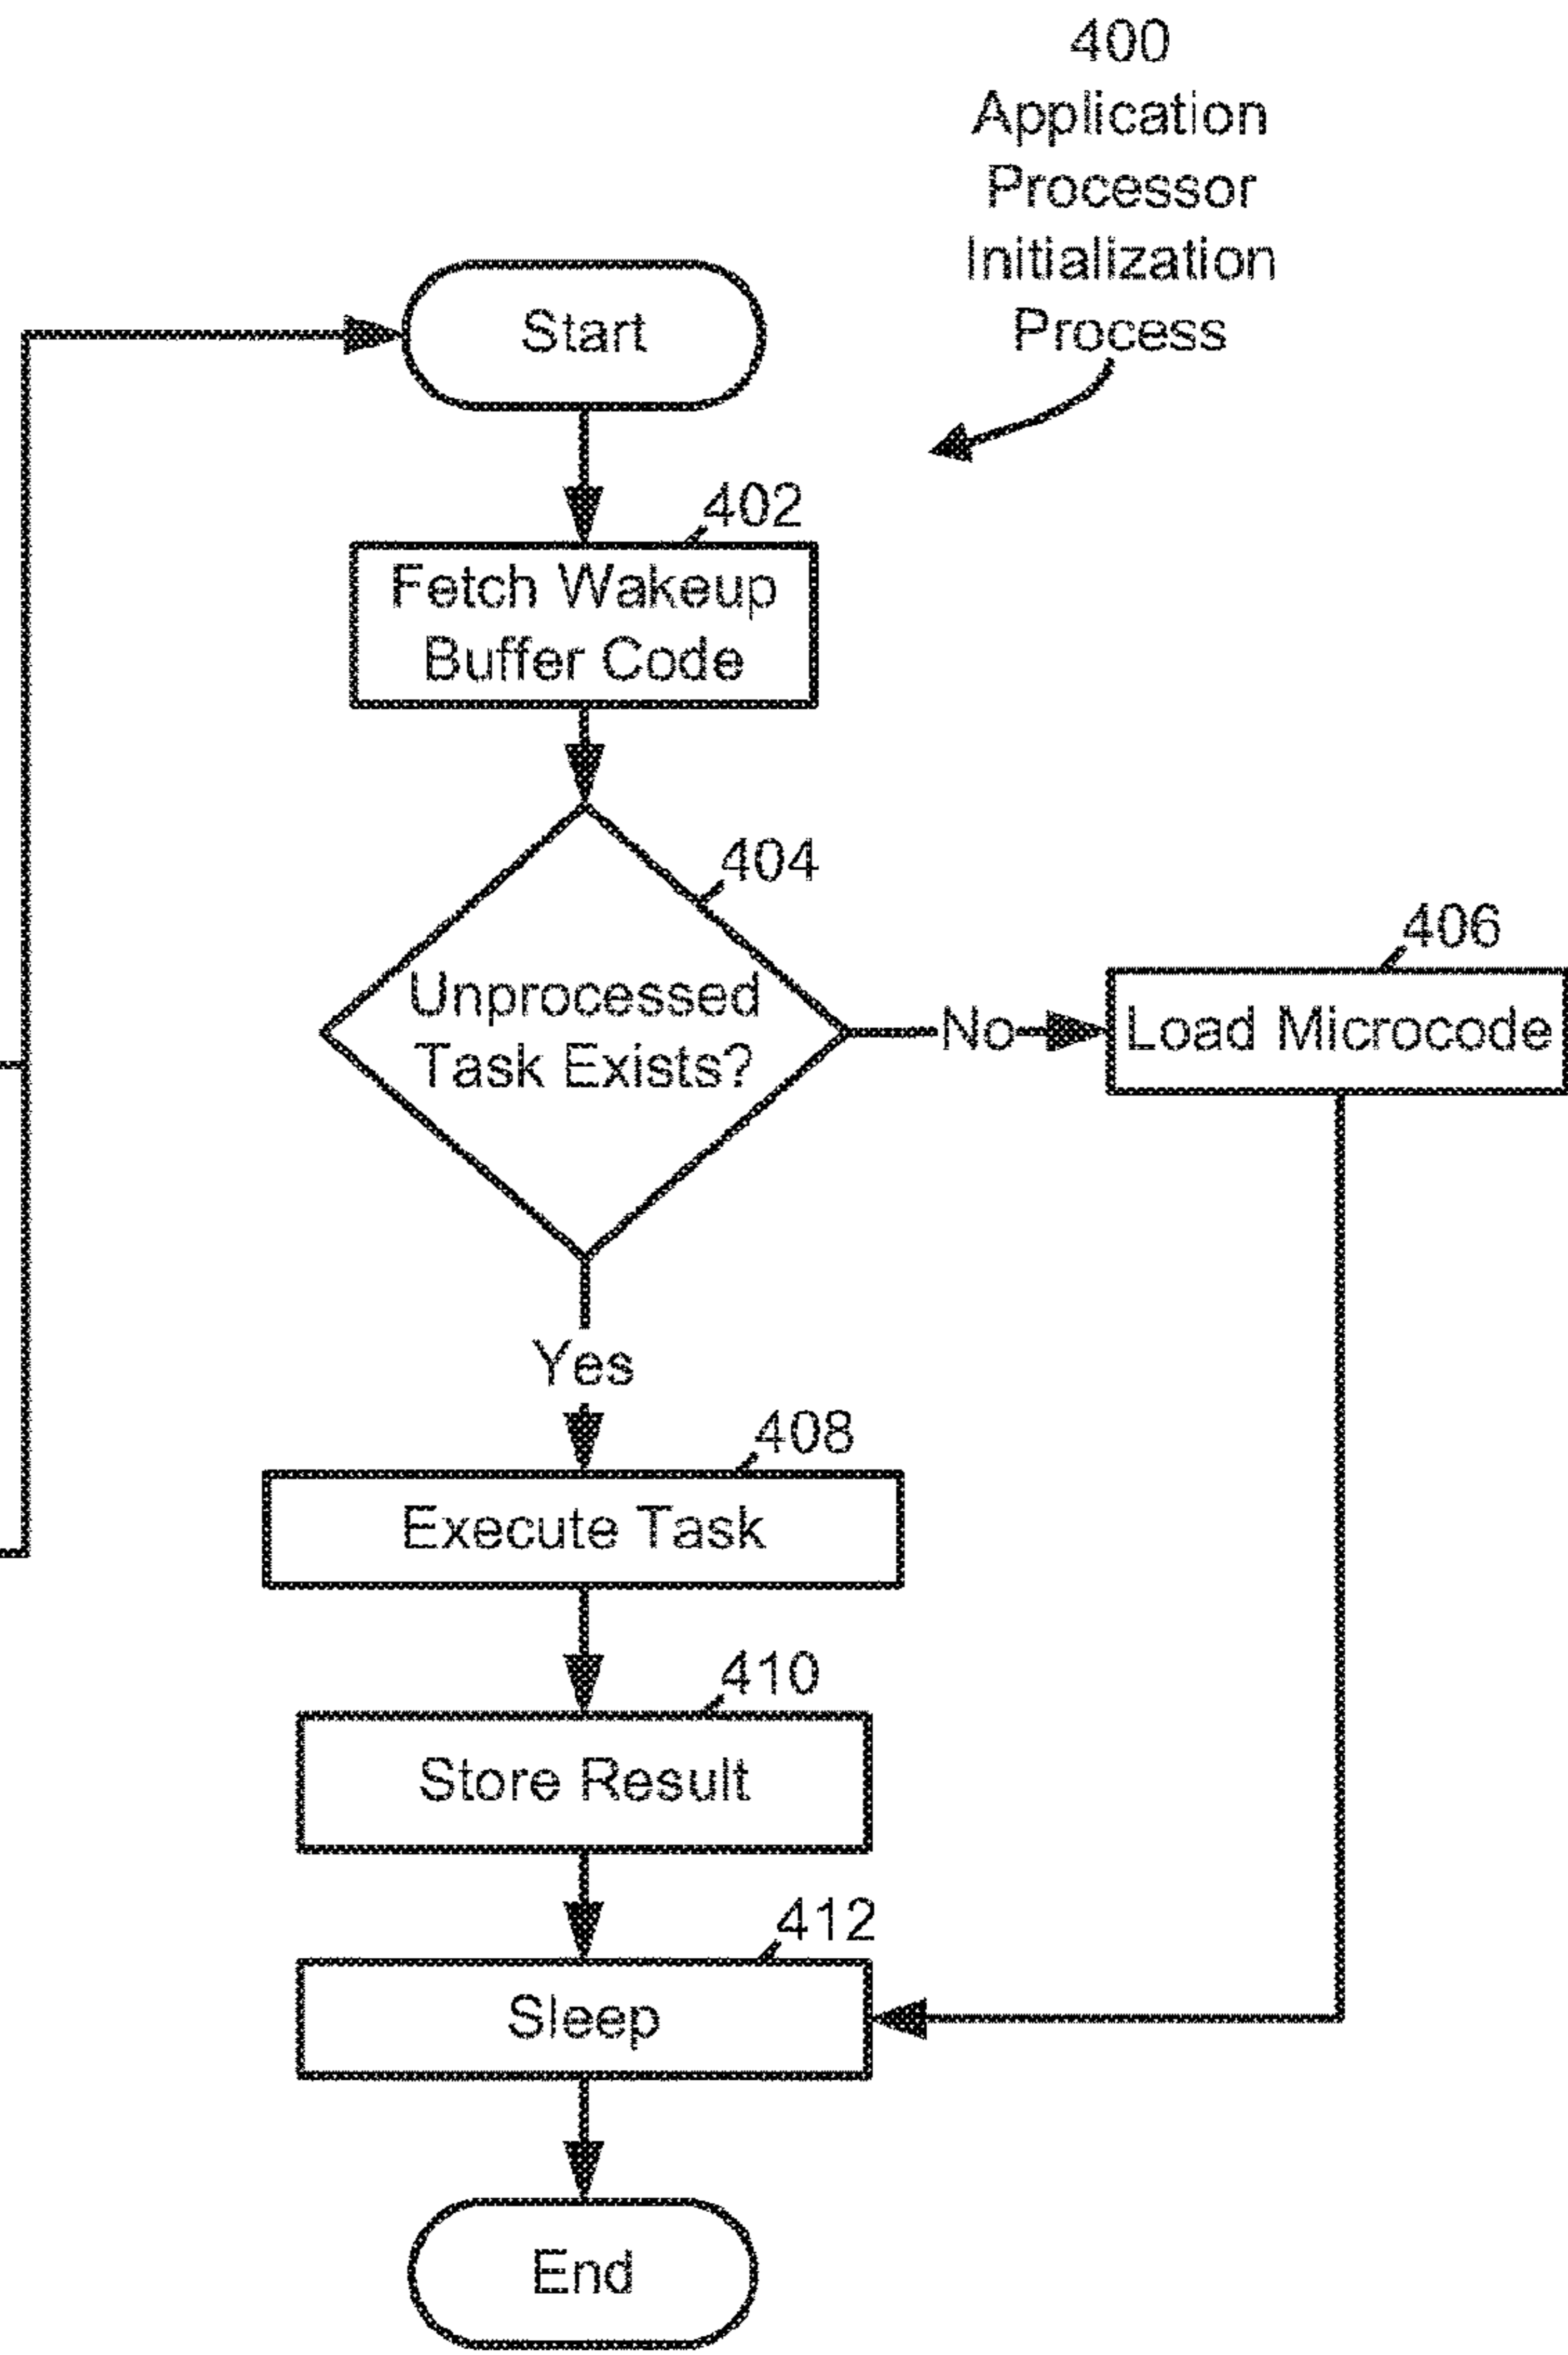 400
Application
Processor
Initialization
Process
Start
402
Fetch Wakeup
Buffer Code
404
Unprocessed
Task Exists?
No
406
Load Microcode
Yes
408
Execute Task
410
Store Result
412
Sleep
End